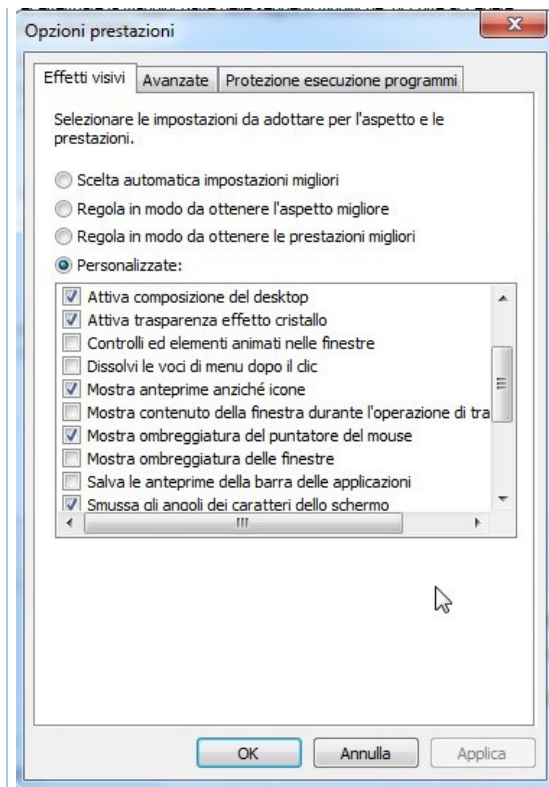 Opzioni prestazioni
Effetti visivi
Avanzate
Protezione esecuzione programmi
Selezionare le impostazioni da adottare per l'aspetto e le
prestazioni.
Scelta automatica impostazioni migliori
Regola in modo da ottenere l'aspetto migliore
Regola in modo da ottenere le prestazioni migliori
Personalizzate:
Attiva composizione del desktop
Attiva trasparenza effetto cristallo
Controlli ed elementi animati nelle finestre
Dissolvi le voci di menu dopo il clic
Mostra anteprime anziché icone
Mostra contenuto della finestra durante l'operazione di tra
Mostra ombreggiatura del puntatore del mouse
Mostra ombreggiatura delle finestre
Salva le anteprime della barra delle applicazioni
Smussa gli angoli dei caratteri dello schermo
OK
Annulla
Applica